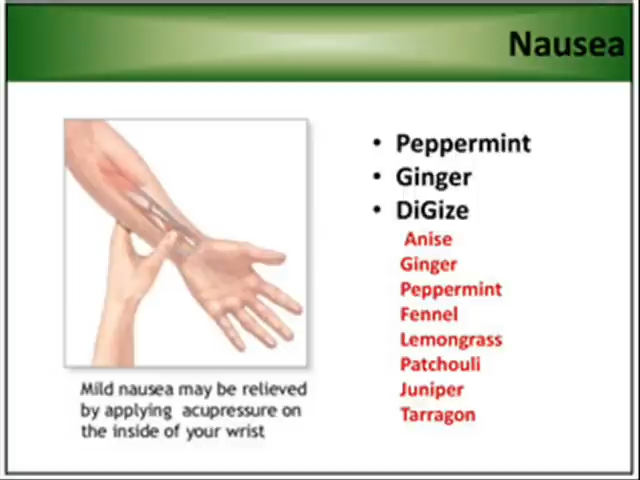 Nausea
• Peppermint
• Ginger
• DiGize
Anise
Ginger
Peppermint
Fennel
Lemongrass
Patchouli
Juniper
Tarragon
Mild nausea may be relieved
by applying acupressure on
the inside of your wrist